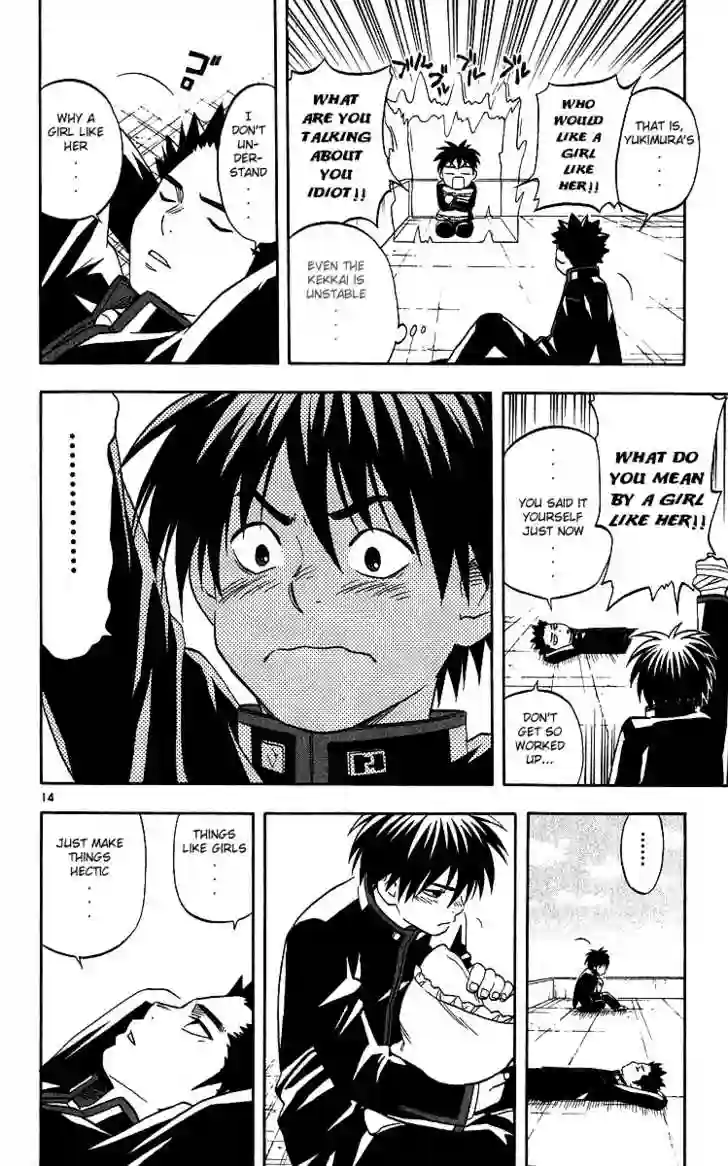 THAT IS,
YUKIMURA'S
. . .
WHO
WOULD
LIKE A
GIRL
LIKE
HER!!
WHAT
ARE YOU
TALKING
ABOUT
YOU
IDIOT!!
EVEN THE
KEKKAI IS
UNSTABLE
. . .
I
DON'T
UN-
DER-
STAND
. . .
WHY A
GIRL LIKE
HER
. . .
ゴ
WHAT DO
YOU MEAN
BY A GIRL
LIKE HER!!
. . .
YOU SAID IT
YOURSELF
JUST NOW
. . .
DON'T
GET SO
WORKED
UP...
.........
14
......
THINGS
LIKE GIRLS
. . .
JUST MAKE
THINGS
HECTIC
. . .